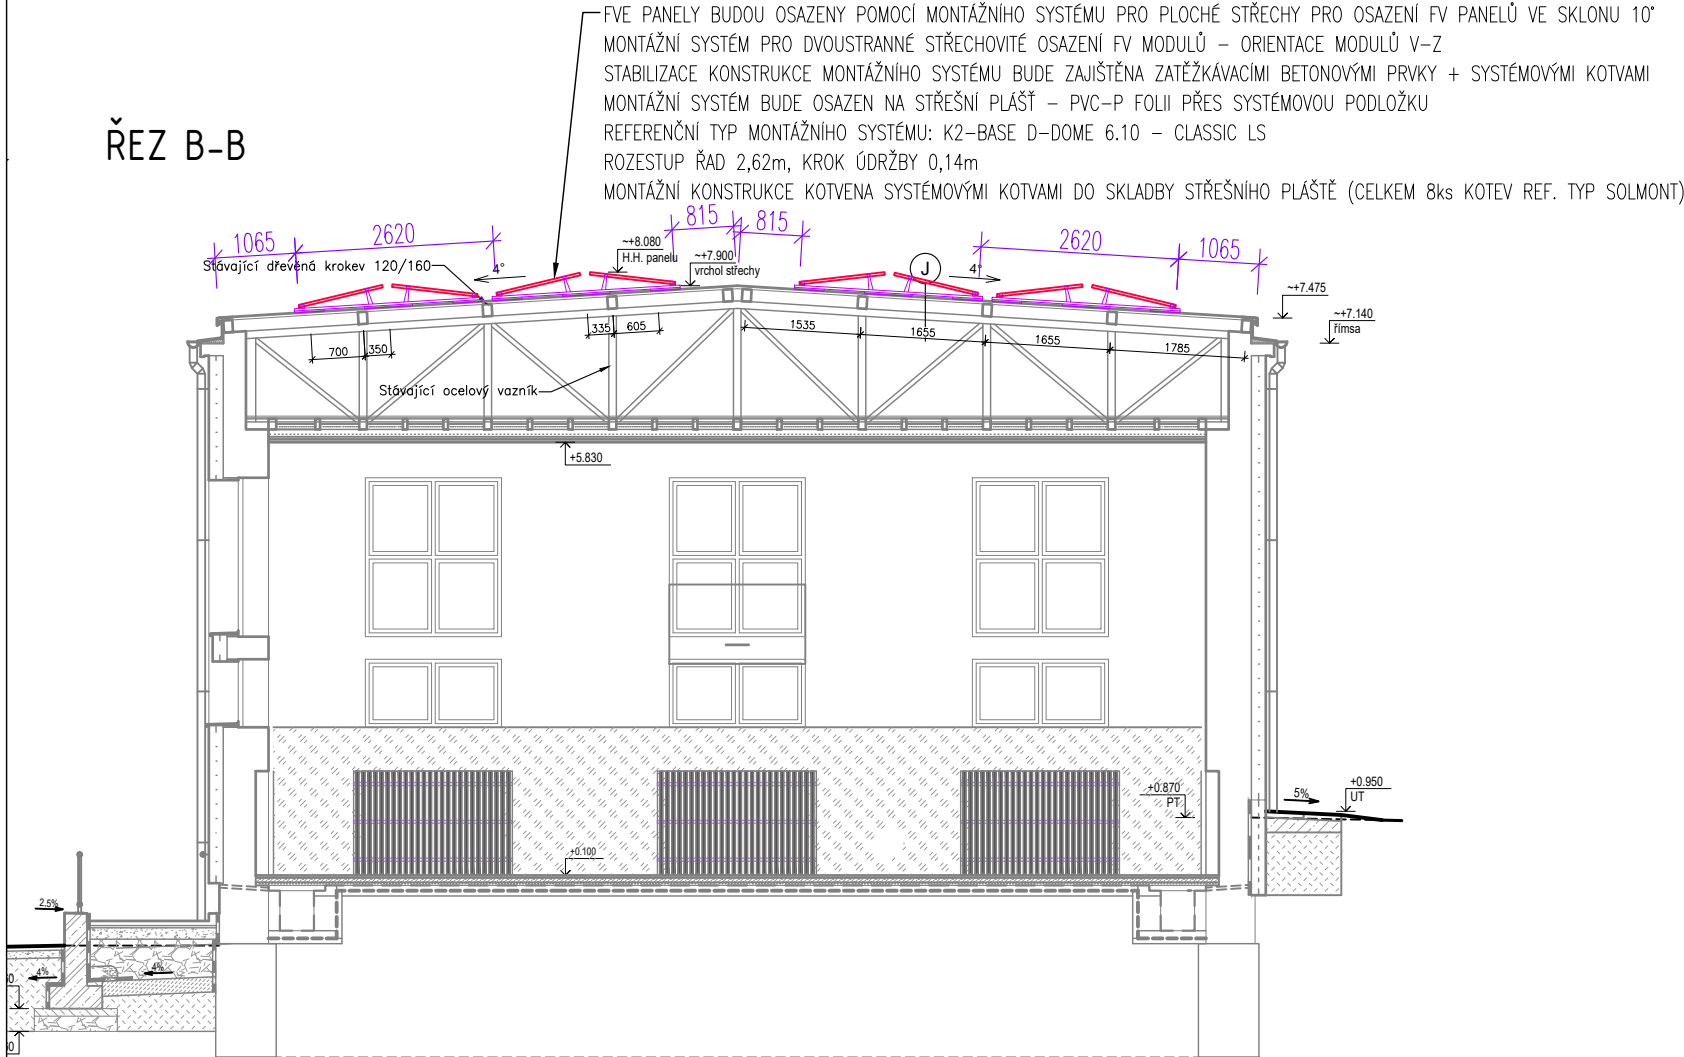 FVE PANELY BUDOU OSAZENY POMOCÍ MONTÁŽNÍHO SYSTÉMU PRO PLOCHÉ STŘECHY PRO OSAZENÍ FV PANELŮ VE SKLONU 10°
MONTÁŽNÍ SYSTÉM PRO DVOUSTRANNÉ STŘECHOVITÉ OSAZENÍ FV MODULŮ – ORIENTACE MODULŮ V–Z
STABILIZACE KONSTRUKCE MONTÁŽNÍHO SYSTÉMU BUDE ZAJIŠTĚNA ZATĚŽKÁVACÍMI BETONOVÝMI PRVKY + SYSTÉMOVÝMI KOTVAMI
MONTÁŽNÍ SYSTÉM BUDE OSAZEN NA STŘEŠNÍ PLÁŠŤ – PVC–P FOLII PŘES SYSTÉMOVOU PODLOŽKU
REFERENČNÍ TYP MONTÁŽNÍHO SYSTÉMU: K2–BASE D–DOME 6.10 – CLASSIC LS
ROZESTUP ŘAD 2,62m, KROK ÚDRŽBY 0,14m
MONTÁŽNÍ KONSTRUKCE KOTVENA SYSTÉMOVÝMI KOTVAMI DO SKLADBY STŘEŠNÍHO PLÁŠTĚ (CELKEM 8ks KOTEV REF. TYP SOLMONT)
ŘEZ B–B
1065
2620
815
815
2620
1065
Stávající dřevěná krokev 120/160
4°
~+8.080
H.H. panelu
~+7.900
vrchol střechy
J
4°
~+7.475
~+7.140
římsa
700
350
335
605
1535
1655
1655
1785
Stávající ocelový vazník
+5.830
+0.870
PT
5%
+0.950
UT
+0.100
2.5%
4%
4%